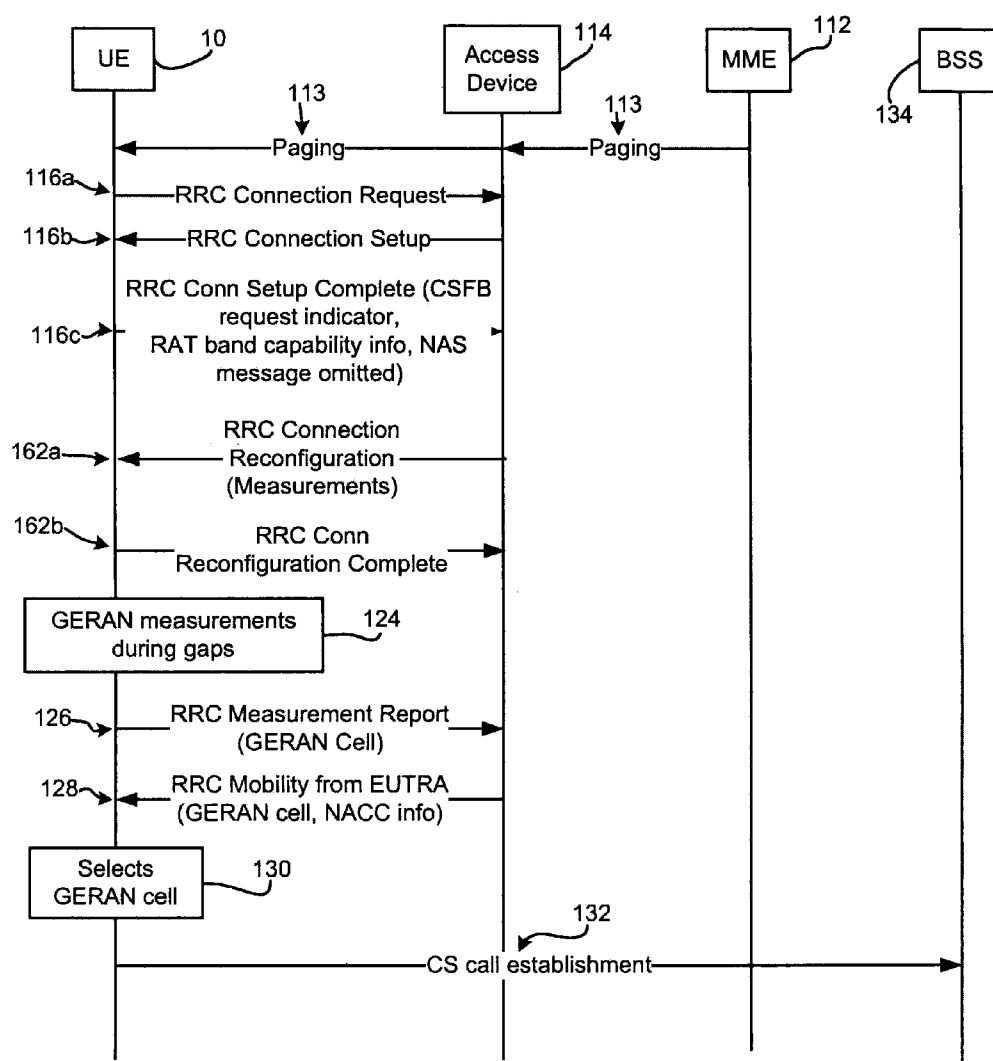 UE
10
Access
Device
114
MME
112
BSS
134
113
Paging
113
Paging
116a
RRC Connection Request
116b
RRC Connection Setup
RRC Conn Setup Complete (CSFB
request indicator,
RAT band capability info, NAS
message omitted)
116c
RRC Connection
Reconfiguration
(Measurements)
162a
162b
RRC Conn
Reconfiguration Complete
GERAN measurements
during gaps
124
126
RRC Measurement Report
(GERAN Cell)
128
RRC Mobility from EUTRA
(GERAN cell, NACC info)
Selects
GERAN cell
130
132
CS call establishment